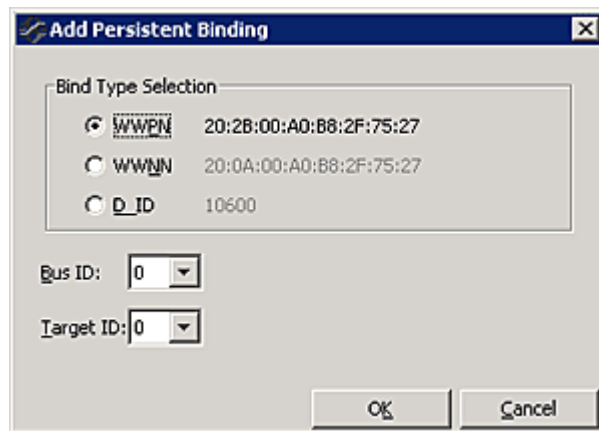 Add Persistent Binding
Bind Type Selection
WWPN 20:2B:00:A0:B8:2F:75:27
WWNN 20:0A:00:A0:B8:2F:75:27
D_ID 10600
Bus ID: 0
Target ID: 0
OK Cancel